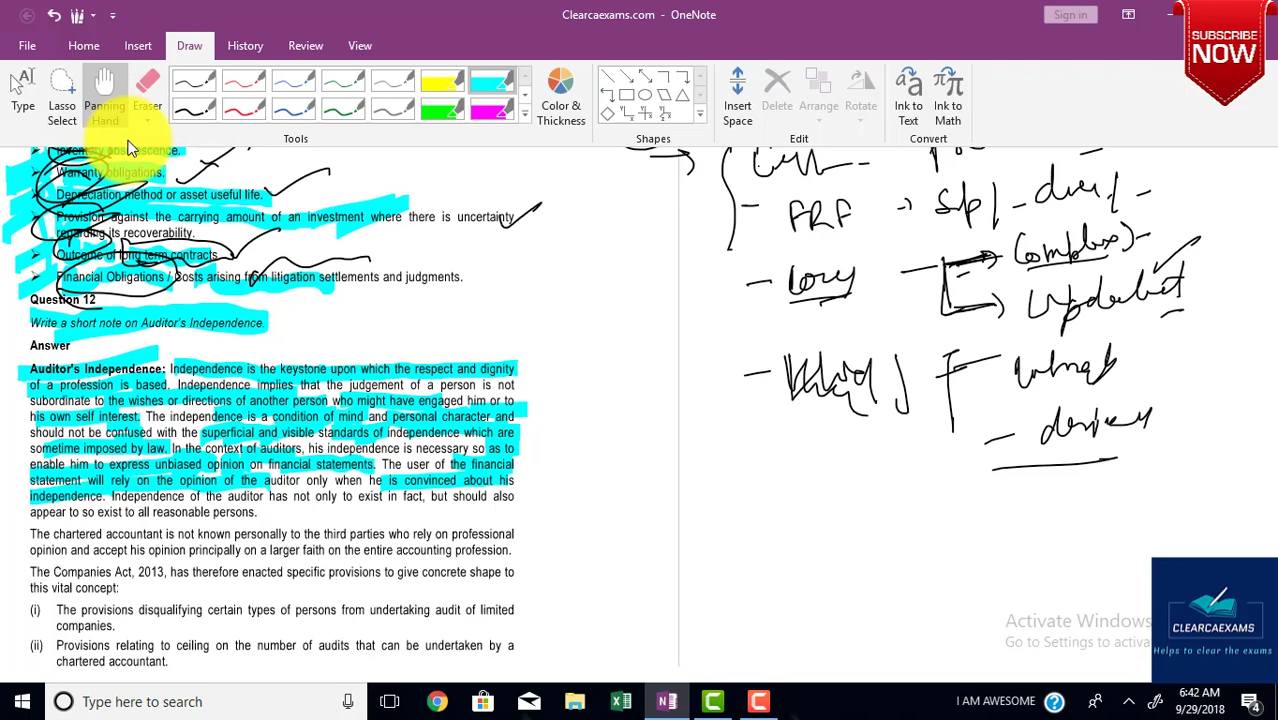 Clearcaexams.com - OneNote
Sign in
SUBSCRIBE
NOW
File
Home
Insert
Draw
History
Review
View
Type
Lasso
Select
Panning
Hand
Eraser
Color &
Thickness
Insert
Space
Delete
Arrange
Rotate
Ink to
Text
Ink to
Math
Tools
Shapes
Edit
Convert
Inventory obsolescence.
Warranty obligations.
Depreciation method or asset useful life.
Provision against the carrying amount of an investment where there is uncertainty
regarding its recoverability.
Outcome of long term contracts.
Financial Obligations / Costs arising from litigation settlements and judgments.
Question 12
Write a short note on Auditor's Independence.
Answer
Auditor's Independence: Independence is the keystone upon which the respect and dignity
of a profession is based. Independence implies that the judgement of a person is not
subordinate to the wishes or directions of another person who might have engaged him or to
his own self interest. The independence is a condition of mind and personal character and
should not be confused with the superficial and visible standards of independence which are
sometime imposed by law. In the context of auditors, his independence is necessary so as to
enable him to express unbiased opinion on financial statements. The user of the financial
statement will rely on the opinion of the auditor only when he is convinced about his
independence. Independence of the auditor has not only to exist in fact, but should also
appear to so exist to all reasonable persons.
The chartered accountant is not known personally to the third parties who rely on professional
opinion and accept his opinion principally on a larger faith on the entire accounting profession.
The Companies Act, 2013, has therefore enacted specific provisions to give concrete shape to
this vital concept:
(i) The provisions disqualifying certain types of persons from undertaking audit of limited
companies.
(ii) Provisions relating to ceiling on the number of audits that can be undertaken by a
chartered accountant.
FRF
Activate Windows
Go to Settings to activa
CLEARCAEXAMS
Helps to clear the exams
Type here to search
I AM AWESOME
6:42 AM
9/29/2018
4